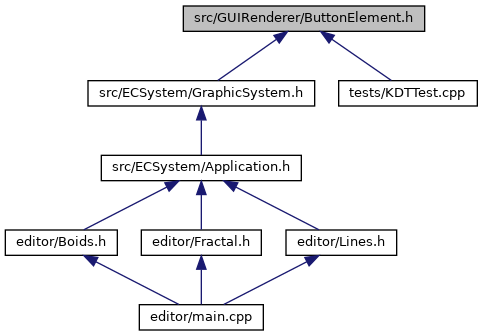 src/GUIRenderer/ButtonElement.h
src/ECSystem/GraphicSystem.h
tests/KDTTest.cpp
src/ECSystem/Application.h
editor/Boids.h
editor/Fractal.h
editor/Lines.h
editor/main.cpp